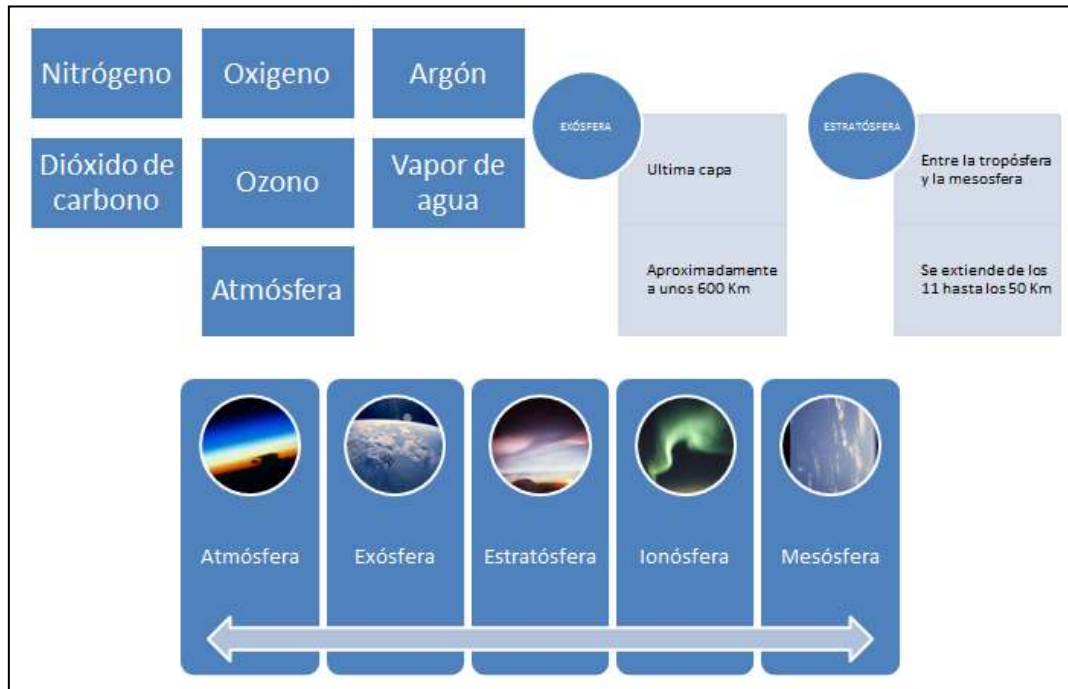 Nitrógeno
Oxigeno
Argón
Dióxido de
carbono
Ozono
Vapor de
agua
Atmósfera
EXÓSFERA
Ultima capa
Aproximadamente
a unos 600 Km
ESTRATÓSFERA
Entre la tropósfera
y la mesosfera
Se extiende de los
11 hasta los 50 Km
Atmósfera
Exósfera
Estratósfera
Ionósfera
Mesósfera